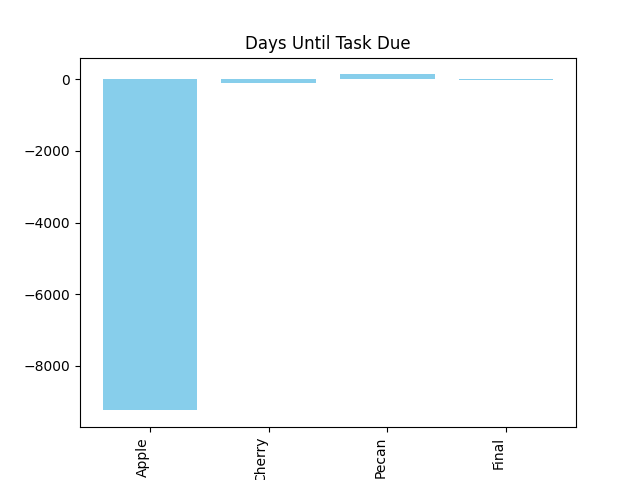 Days Until Task Due
0
−2000
−4000
−6000
−8000
Apple
Cherry
Pecan
Final